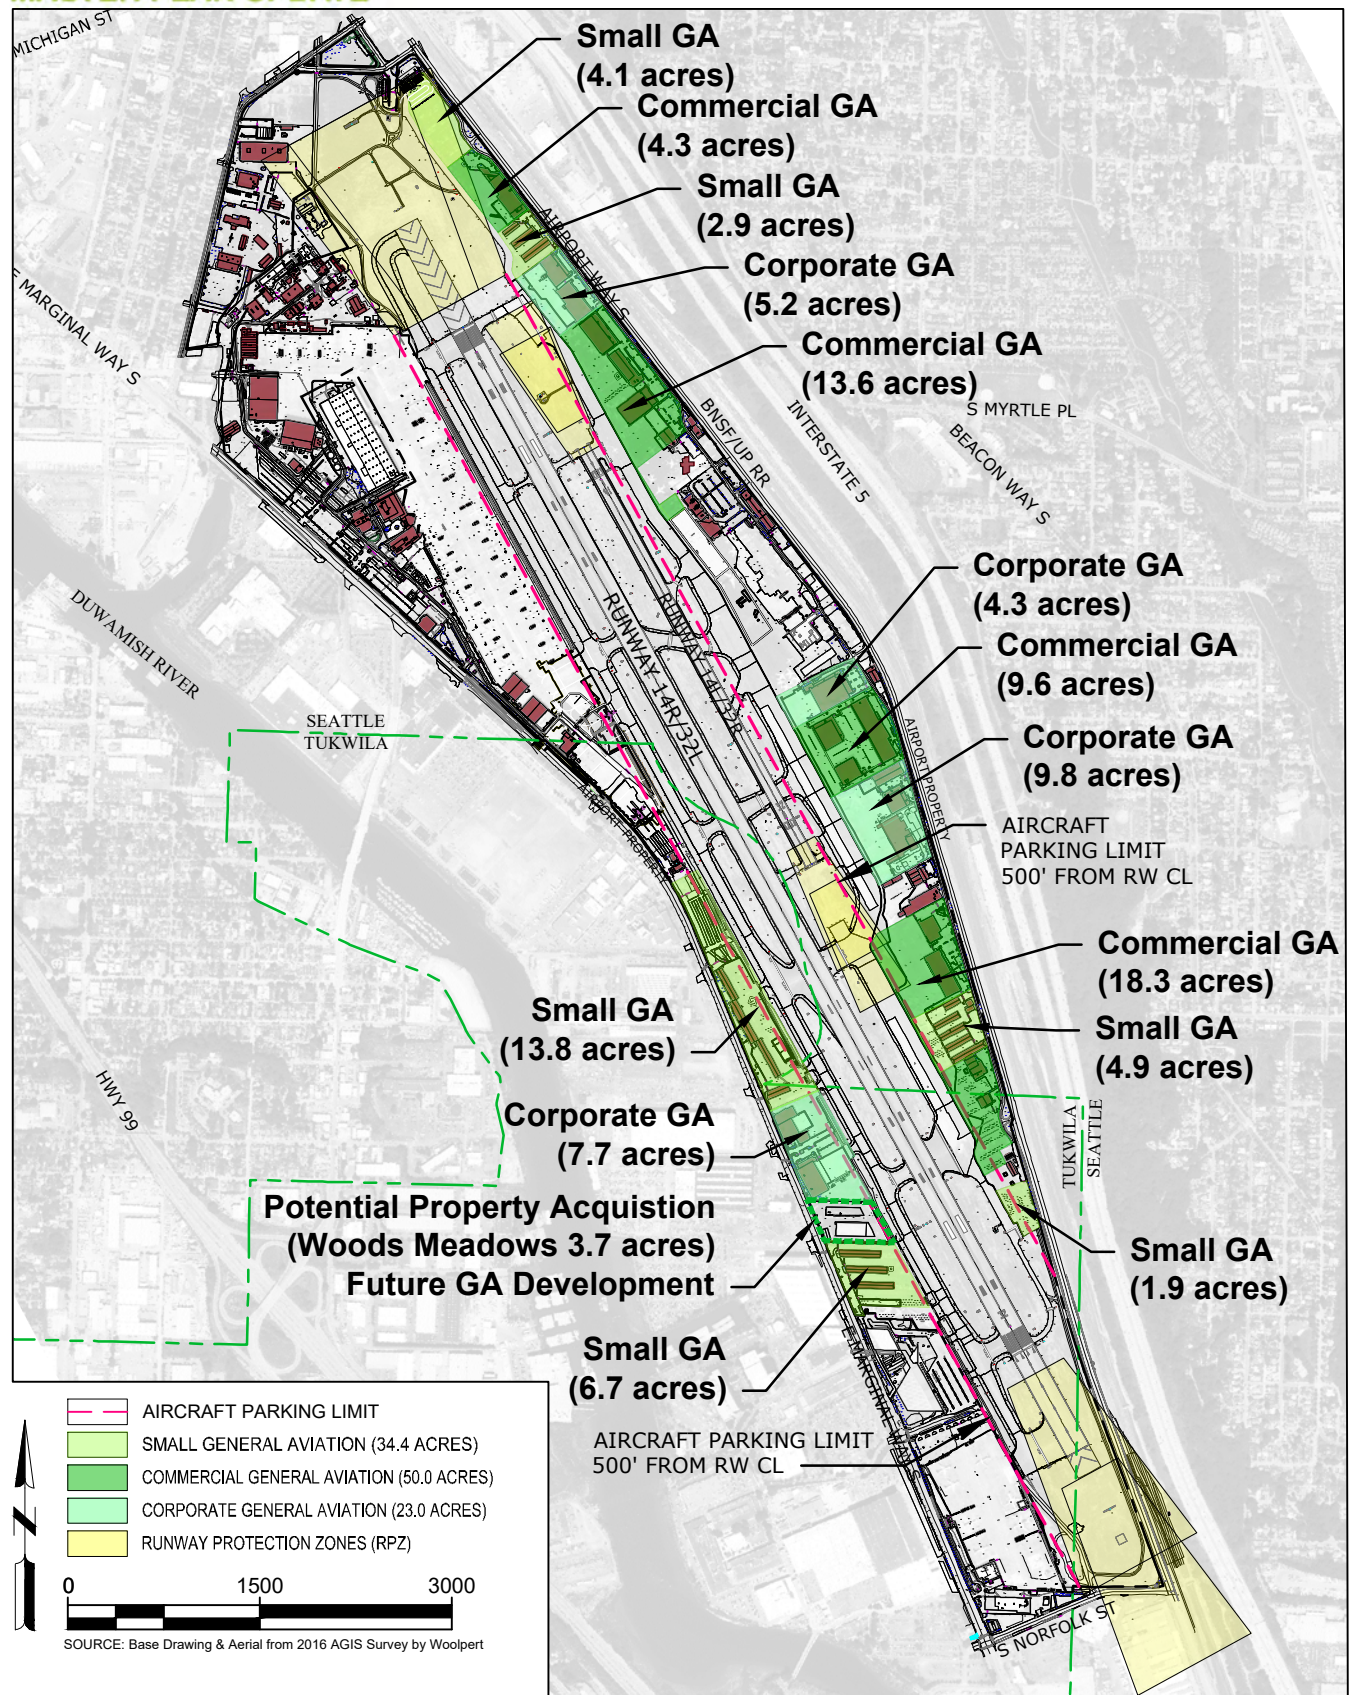 MASTER PLAN UPDATE
MICHIGAN ST
Small GA
(4.1 acres)
Commercial GA
(4.3 acres)
Small GA
(2.9 acres)
Corporate GA
(5.2 acres)
Commercial GA
(13.6 acres)
AIRPORT WAY S
E MARGINAL WAY S
BNSF/UP RR
INTERSTATE 5
S MYRTLE PL
BEACON WAY S
Corporate GA
(4.3 acres)
Commercial GA
(9.6 acres)
Corporate GA
(9.8 acres)
RUNWAY 14R/32L
RUNWAY 14L/32R
DUWAMISH RIVER
SEATTLE
TUKWILA
AIRPORT PROPERTY
AIRPORT PROPERTY
AIRCRAFT
PARKING LIMIT
500' FROM RW CL
Commercial GA
(18.3 acres)
Small GA
(4.9 acres)
Small GA
(13.8 acres)
HWY 99
Corporate GA
(7.7 acres)
TUKWILA
SEATTLE
Potential Property Acquistion
(Woods Meadows 3.7 acres)
Future GA Development
Small GA
(1.9 acres)
Small GA
(6.7 acres)
E MARGINAL WAY S
AIRCRAFT PARKING LIMIT
500' FROM RW CL
S NORFOLK ST
AIRCRAFT PARKING LIMIT
SMALL GENERAL AVIATION (34.4 ACRES)
COMMERCIAL GENERAL AVIATION (50.0 ACRES)
CORPORATE GENERAL AVIATION (23.0 ACRES)
RUNWAY PROTECTION ZONES (RPZ)
N
0 1500 3000
SOURCE: Base Drawing & Aerial from 2016 AGIS Survey by Woolpert